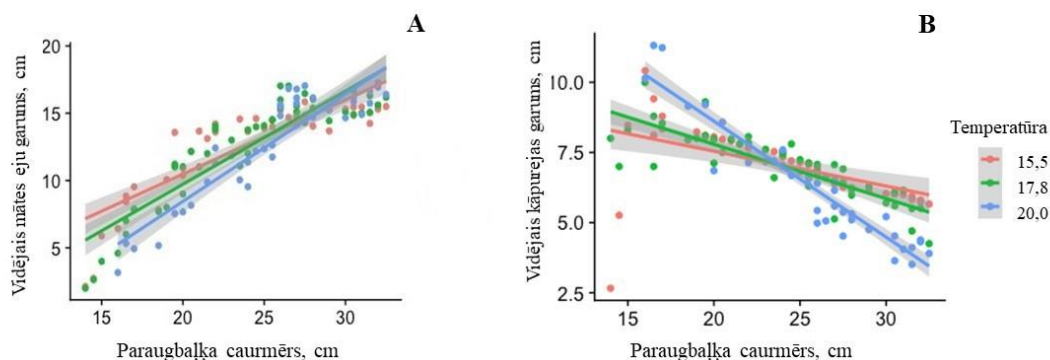 A
Vidējais mātes eju garums, cm
20
15
10
5
15
20
25
30
Paraugbaļķa caurmērs, cm
B
Vidējais kāpurejas garums, cm
10.0
7.5
5.0
2.5
15
20
25
30
Paraugbaļķa caurmērs, cm
Temperatūra
15,5
17,8
20,0